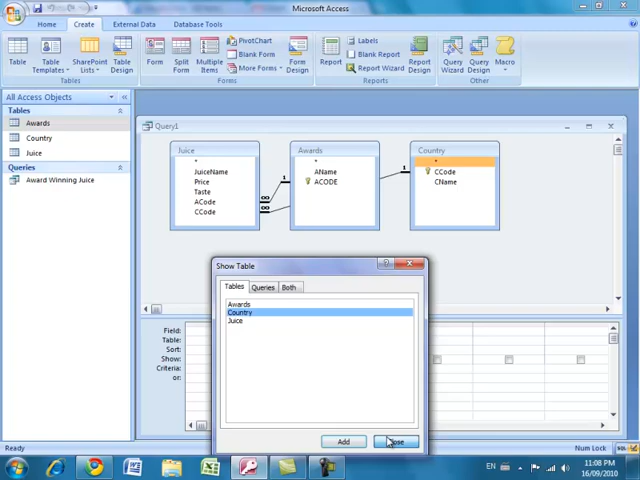 Microsoft Access
Home
Create
External Data
Database Tools
Table
Table
Templates
SharePoint
Lists
Table
Design
Tables
Form
Split
Form
Multiple
Items
PivotChart
Blank Form
More Forms
Form
Design
Forms
Report
Labels
Blank Report
Report Wizard
Report
Design
Reports
Query
Wizard
Query
Design
Macro
Other
All Access Objects
Tables
Awards
Country
Juice
Queries
Award Winning Juice
Query1
Juice
*
JuiceName
Price
Taste
ACode
CCode
Awards
*
AName
ACODE
Country
*
CCode
CName
1
1
Show Table
Tables
Queries
Both
Awards
Country
Juice
Add
Field:
Table:
Sort:
Show:
Criteria:
or:
Ready
Num Lock
EN
11:08 PM
16/09/2010